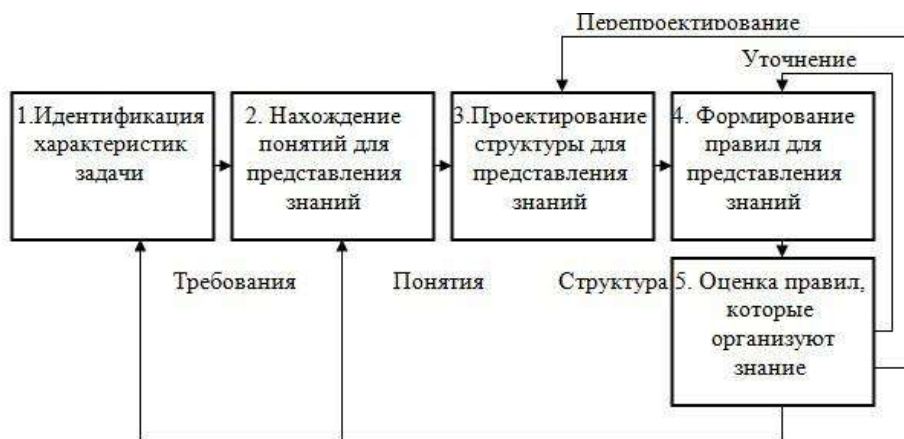 Перепроектирование
Уточнение
1.Идентификация
характеристик
задачи
2. Нахождение
понятий для
представления
знаний
3.Проектирование
структуры для
представления
знаний
4. Формирование
правил для
представления
знаний
Требования
Понятия
Структура
5. Оценка правил,
которые
организуют
знание